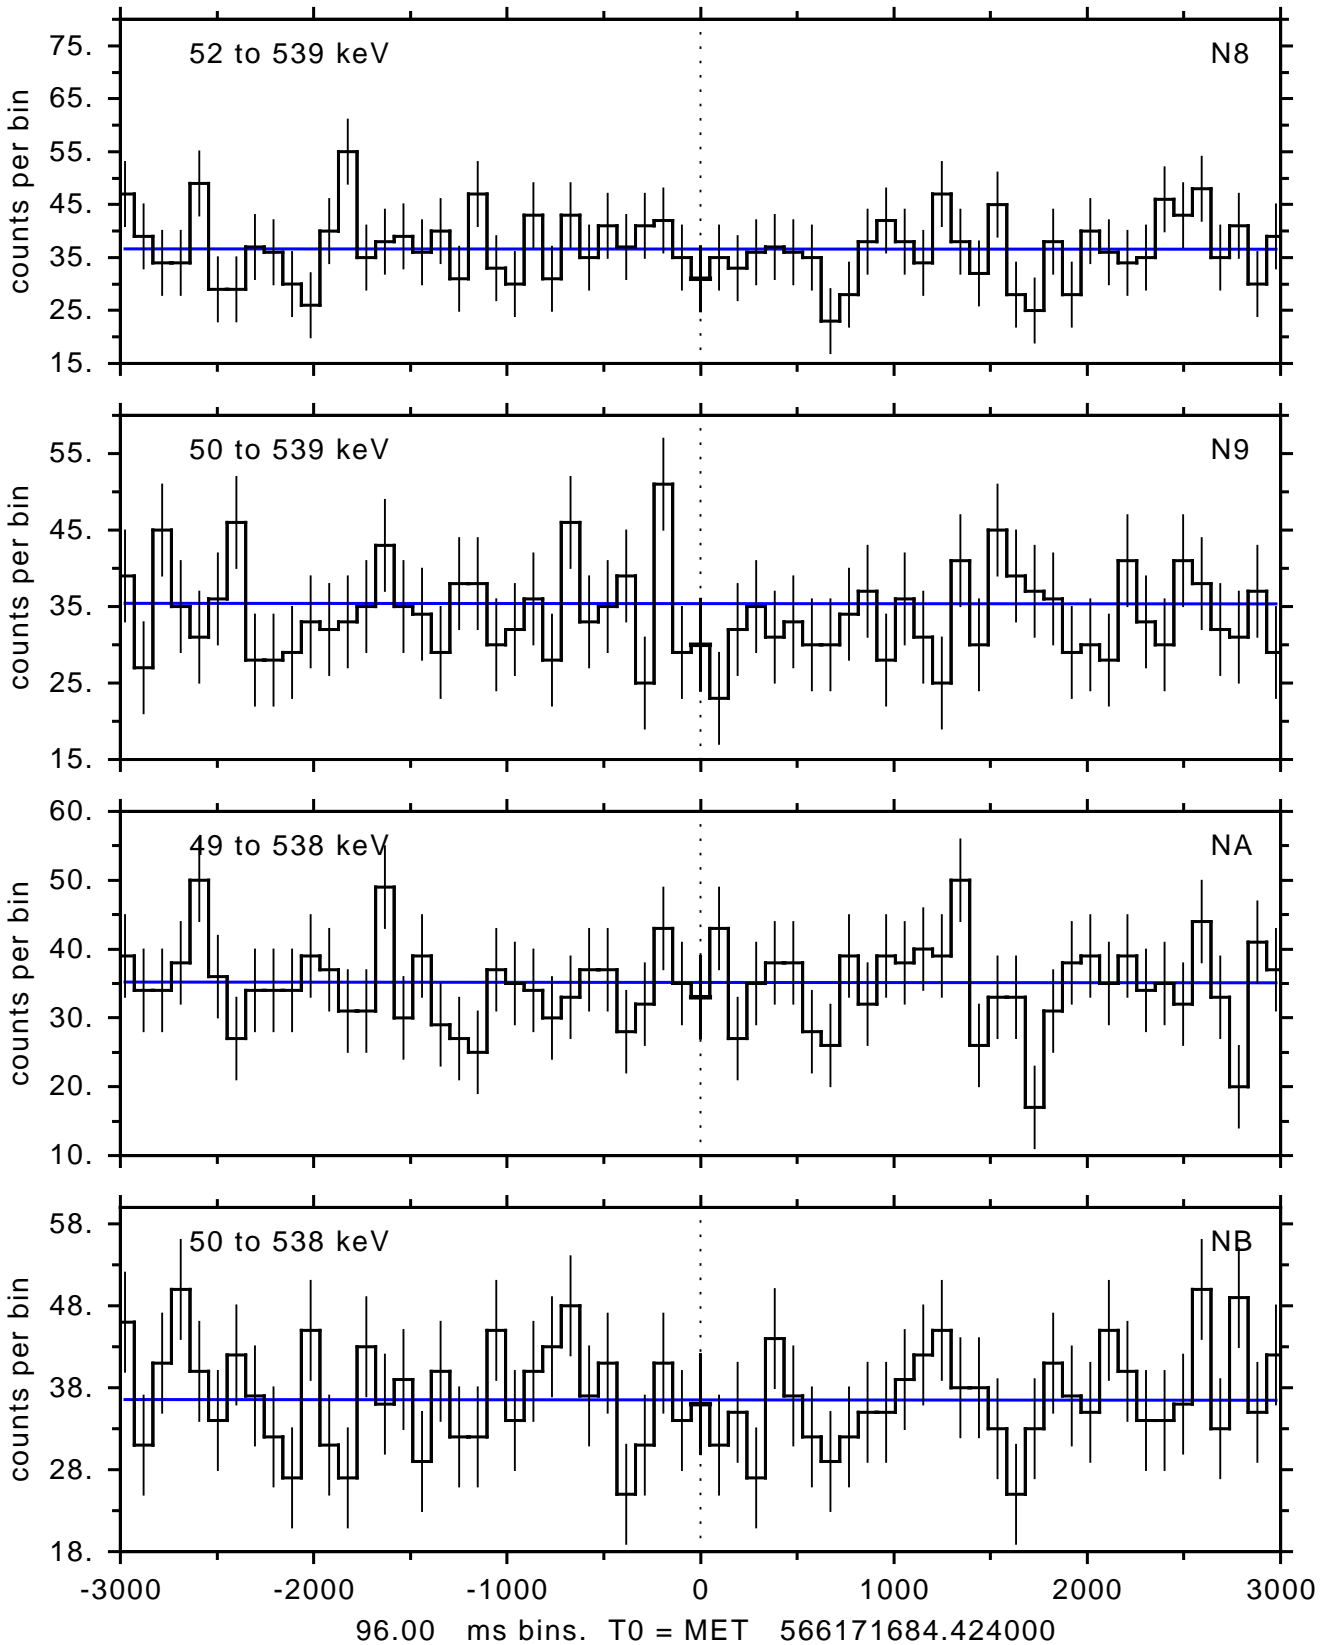 75.
65.
55.
45.
35.
25.
15.
counts per bin
52 to 539 keV
N8
55.
45.
35.
25.
15.
counts per bin
50 to 539 keV
N9
60.
50.
40.
30.
20.
10.
counts per bin
49 to 538 keV
NA
58.
48.
38.
28.
18.
counts per bin
50 to 538 keV
NB
-3000 -2000 -1000 0 1000 2000 3000
96.00 ms bins. T0 = MET 566171684.424000